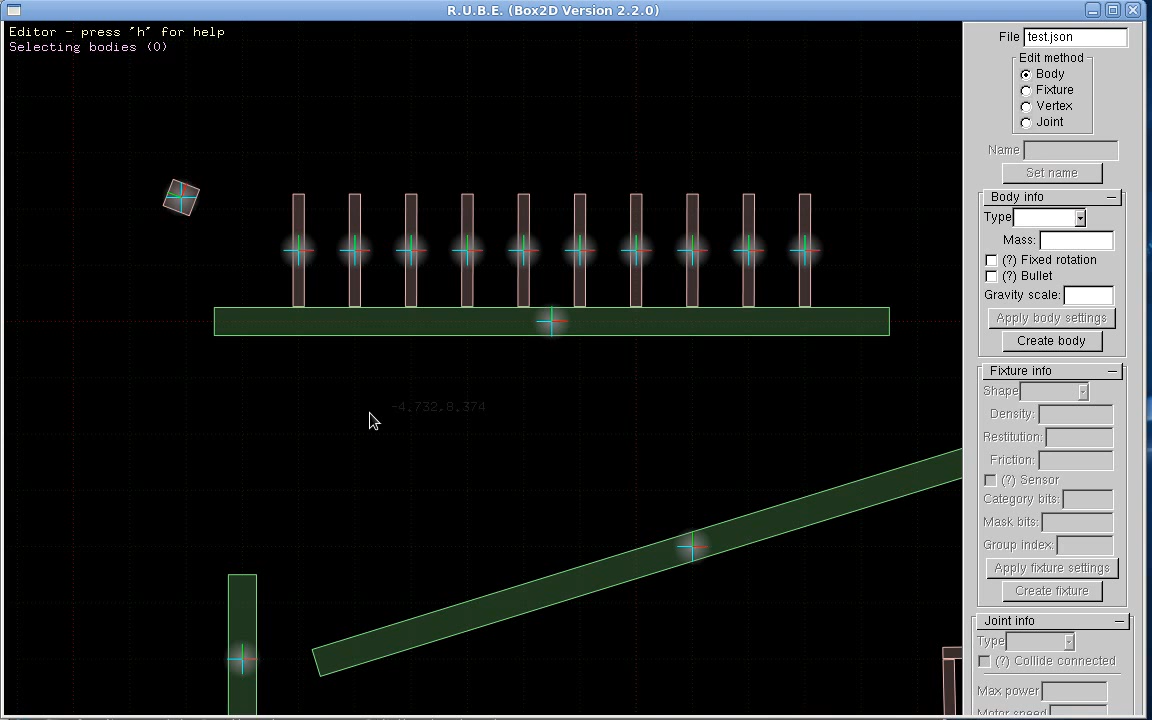 R.U.B.E. (Box2D Version 2.2.0)
Editor - press "h" for help
Selecting bodies (0)
-4.732,8.374
File test.json
Edit method
Body
Fixture
Vertex
Joint
Name
Set name
Body info
Type
Mass:
(?) Fixed rotation
(?) Bullet
Gravity scale:
Apply body settings
Create body
Fixture info
Shape
Density:
Restitution:
Friction:
(?) Sensor
Category bits:
Mask bits:
Group index:
Apply fixture settings
Create fixture
Joint info
Type
(?) Collide connected
Max power
Motor speed